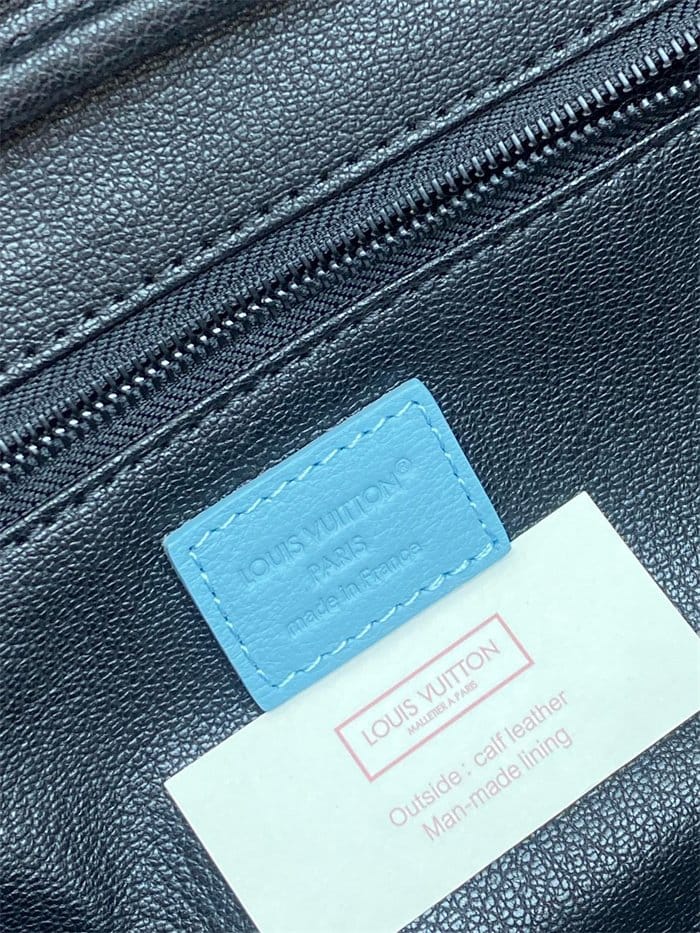 LOUIS VUITTON®
PARIS
made in France
LOUIS VUITTON
MALLETIER A PARIS
Outside : calf leather
Man-made lining